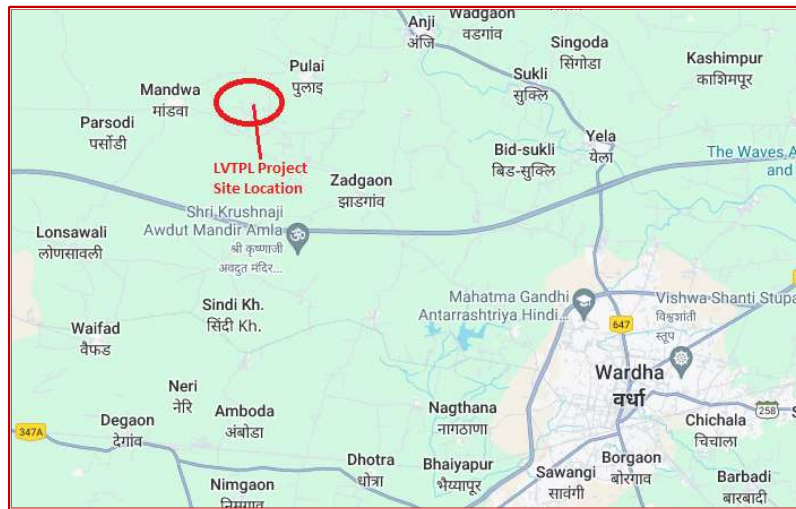 Anji
अंजि
Wadgaon
वडगांव
Singoda
सिंगोडा
Kashimpur
काशिमपूर
Pulai
पुलाइ
Sukli
सुक्लि
Mandwa
मांडवा
Parsodi
पर्सोडी
Yela
येला
Bid-sukli
बिड-सुक्लि
The Waves A
and
LVTPL Project
Site Location
Zadgaon
झाडगांव
Shri Krushnaji
Awdut Mandir Amla
श्री कृष्णाजी
अवदुत मंदिर...
Lonsawali
लोणसावली
Sindi Kh.
सिंदी Kh.
Mahatma Gandhi
Antarrashtriya Hindi...
Vishwa Shanti Stupa
विश्वशांती
स्तूप
647
Waifad
वैफड
Wardha
वर्धा
Neri
नेरि
Degaon
देगांव
Amboda
अंबोडा
Nagthana
नागठाणा
Chichala
चिचाला
258
347A
Dhotra
धोत्रा
Bhaiyapur
भैय्यापूर
Sawangi
सावंगी
Borgaon
बोरगाव
Barbadi
बारबादी
Nimgaon
निमगाव